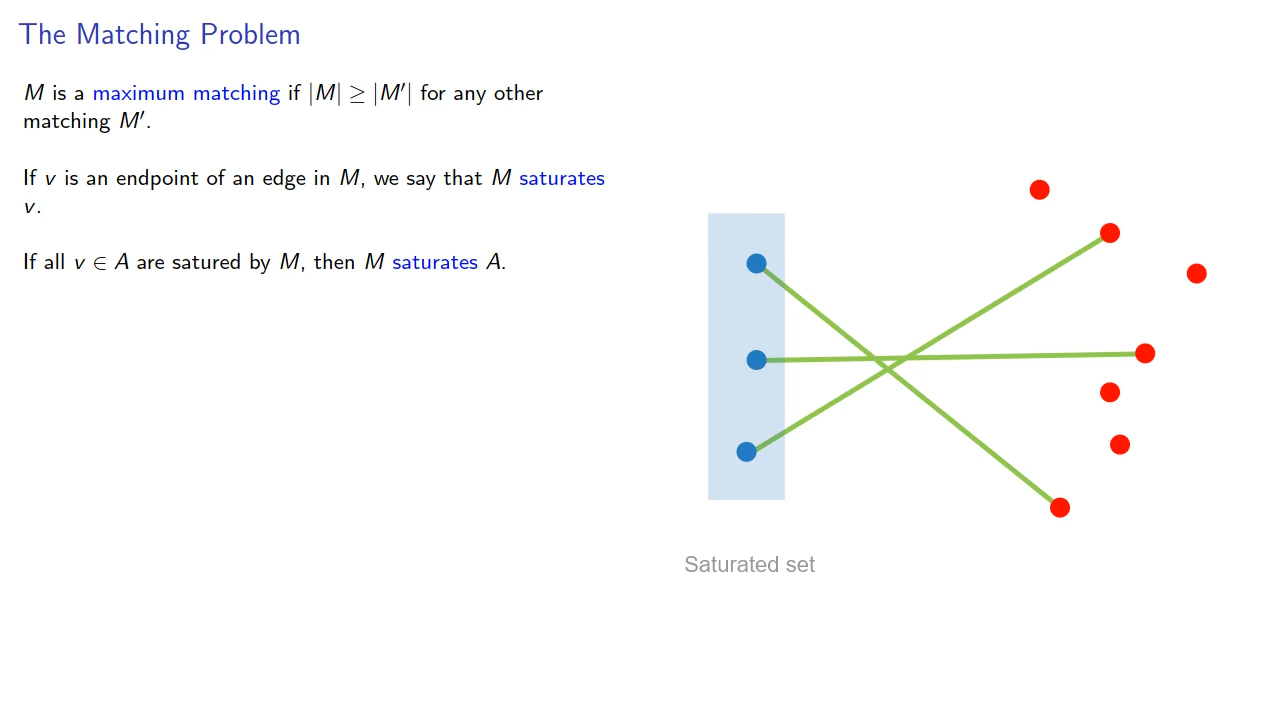 The Matching Problem
M is a maximum matching if |M| ≥ |M′| for any other
matching M′.
If v is an endpoint of an edge in M, we say that M saturates
v.
If all v ∈ A are satured by M, then M saturates A.
Saturated set